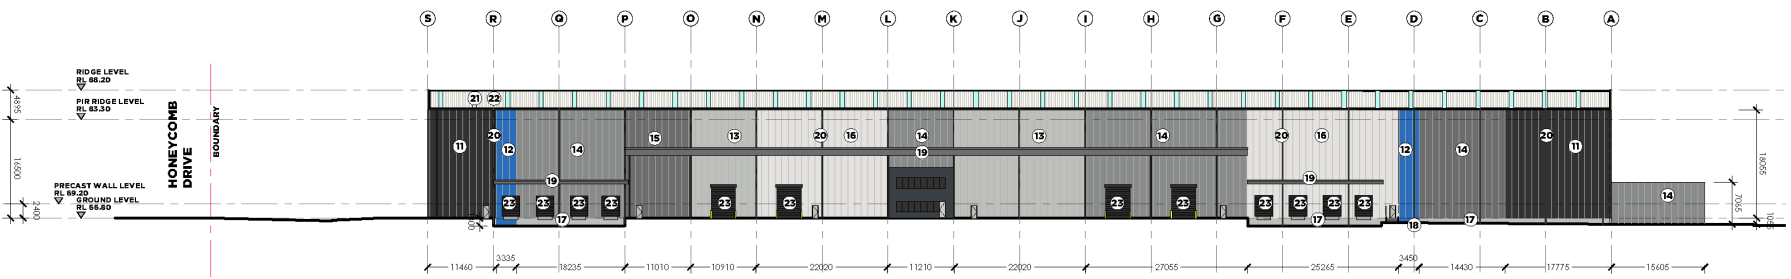 S R Q P O N M L K J I H G F E D C B A
RIDGE LEVEL
RL 68.20
PIR RIDGE LEVEL
RL 63.30
PRECAST WALL LEVEL
RL 69.20
GROUND LEVEL
RL 66.80
4895
16500
2400
HONEYCOMB
DRIVE
BOUNDARY
21 22
11 20 12 14 15 13 20 16 14 13 14 20 16 12 14 20 11
19 19 19
23 23 23 23 23 23 23 23 23 23 23 23
17 17 17 18
14
18055
7065
11460 3335 18235 11010 10910 22020 11210 22020 27055 25265 3450 14430 17775 15605